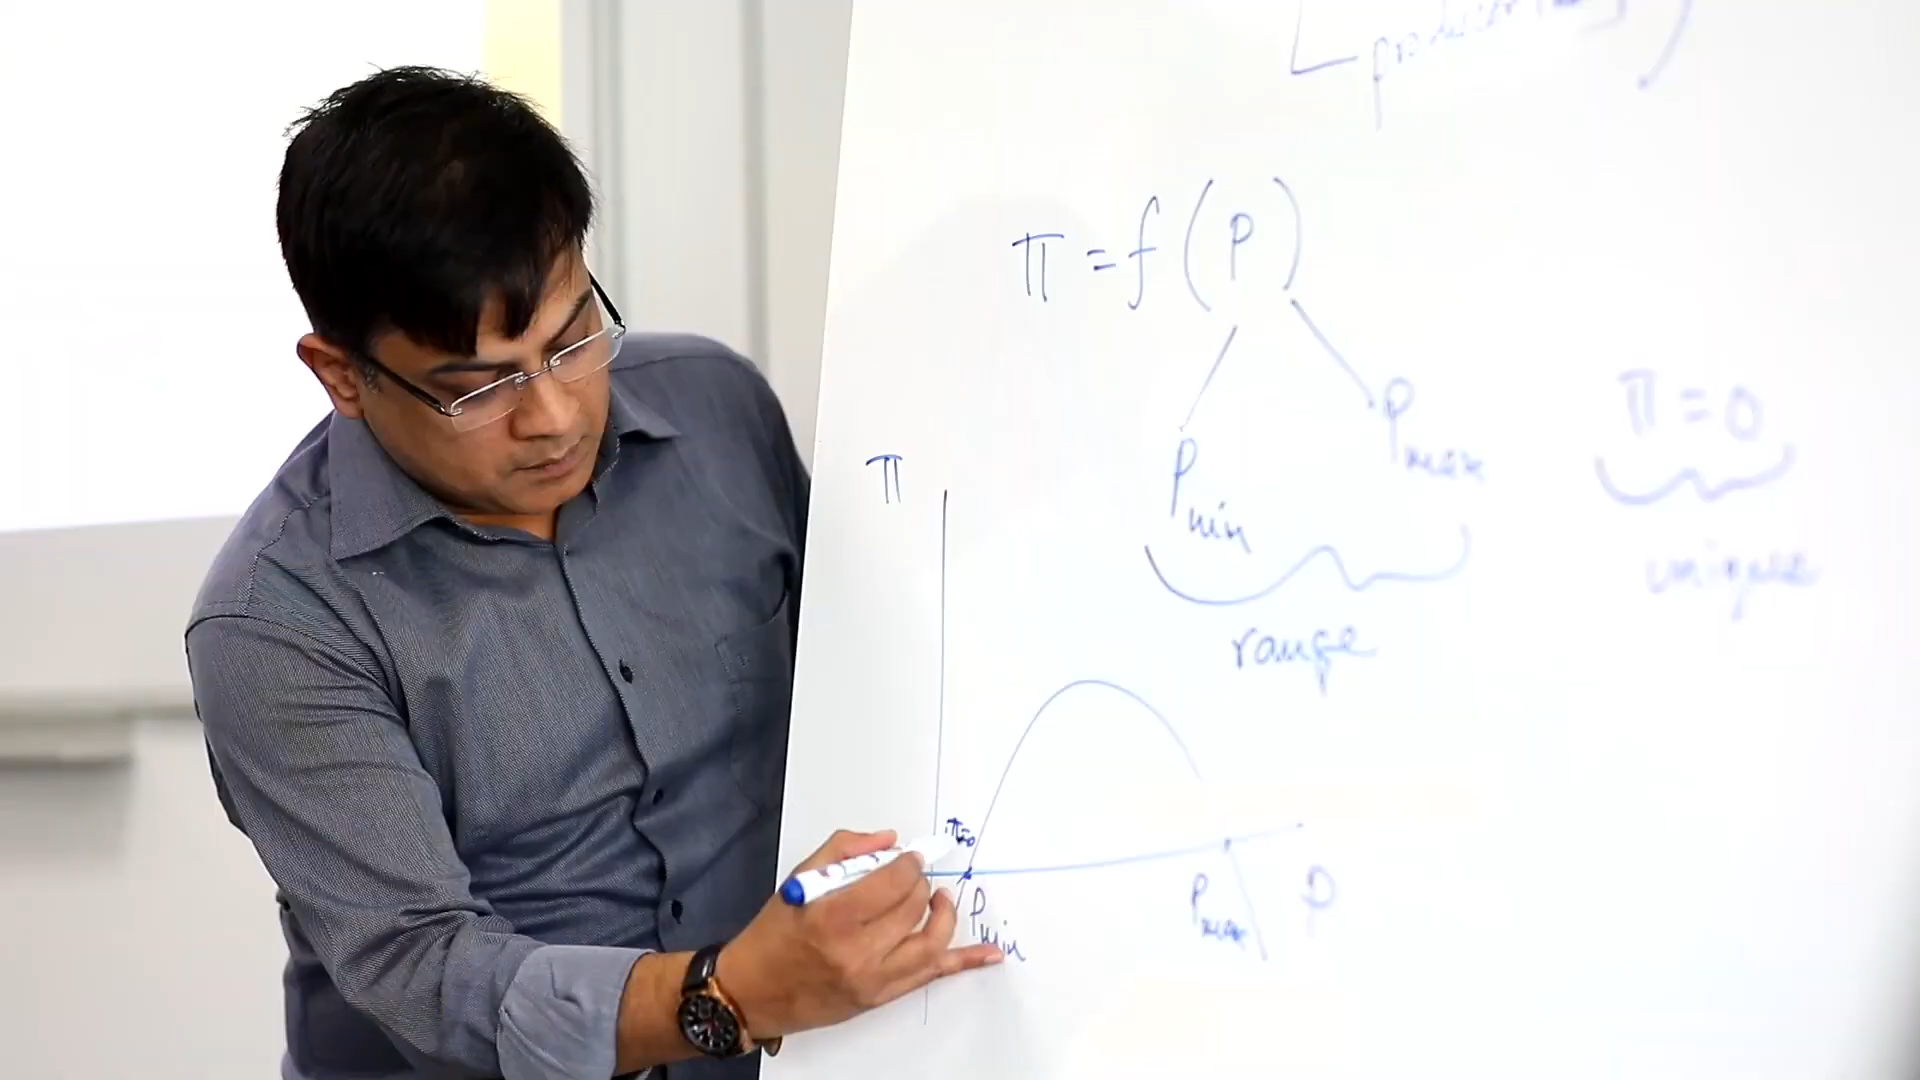 π = f (P)
Pmin
Pmax
range
π = 0
unique
π
π=0
Pmin
Pmax
P